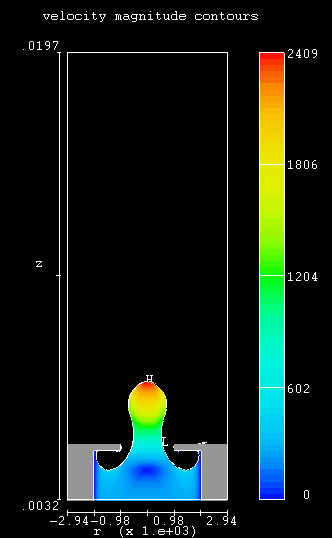 velocity magnitude contours
.0197
2409
1806
z
1204
H
602
L
0
.0032
-2.94-0.98 0.98 2.94
r (x 1.e+03)